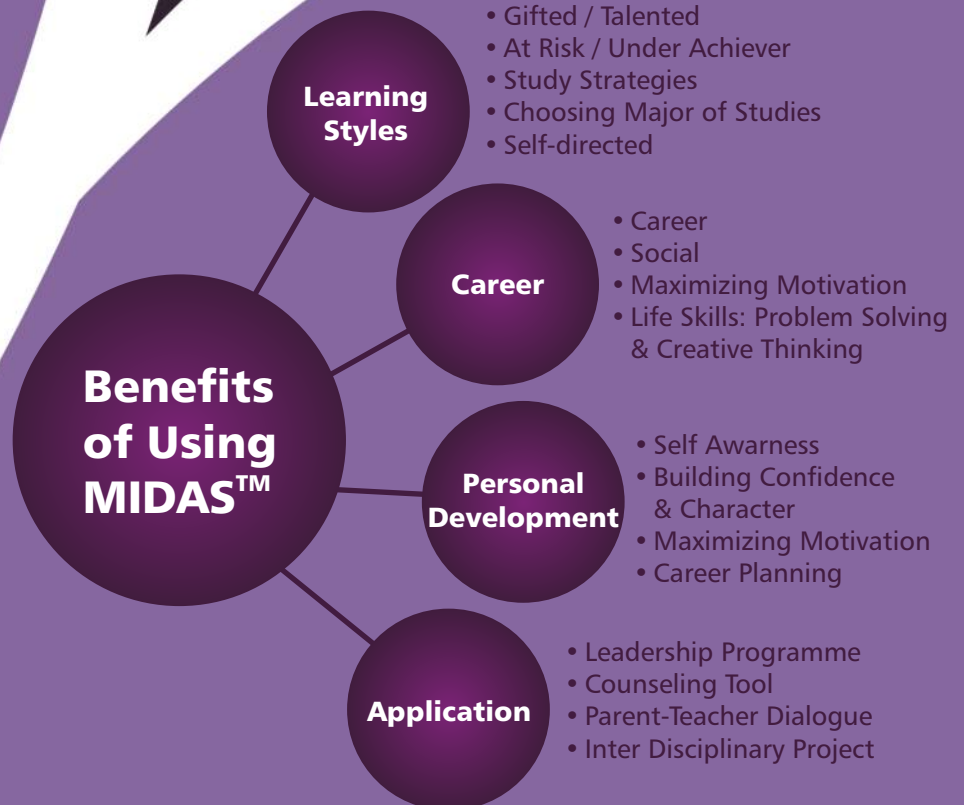 Benefits
of Using
MIDAS™
Learning
Styles
• Gifted / Talented
• At Risk / Under Achiever
• Study Strategies
• Choosing Major of Studies
• Self-directed
Career
• Career
• Social
• Maximizing Motivation
• Life Skills: Problem Solving
& Creative Thinking
Personal
Development
• Self Awarness
• Building Confidence
& Character
• Maximizing Motivation
• Career Planning
Application
• Leadership Programme
• Counseling Tool
• Parent-Teacher Dialogue
• Inter Disciplinary Project